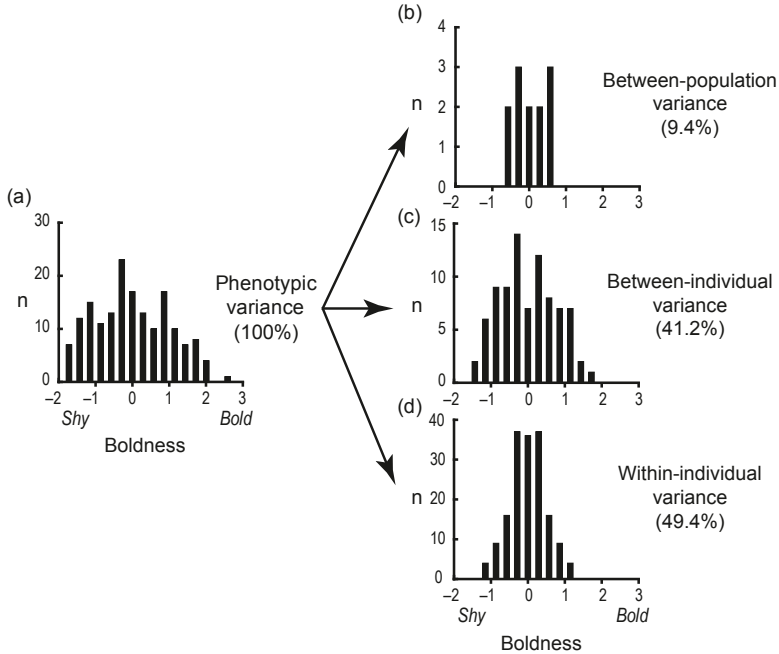 (a)
30
20
n
10
0
–2 –1 0 1 2 3
Shy Bold
Boldness
Phenotypic
variance
(100%)
(b)
4
3
n 2
1
0
–2 –1 0 1 2 3
Between-population
variance
(9.4%)
(c)
15
10
n
5
0
–2 –1 0 1 2 3
Between-individual
variance
(41.2%)
(d)
40
30
n
20
10
0
–2 –1 0 1 2 3
Shy Bold
Boldness
Within-individual
variance
(49.4%)